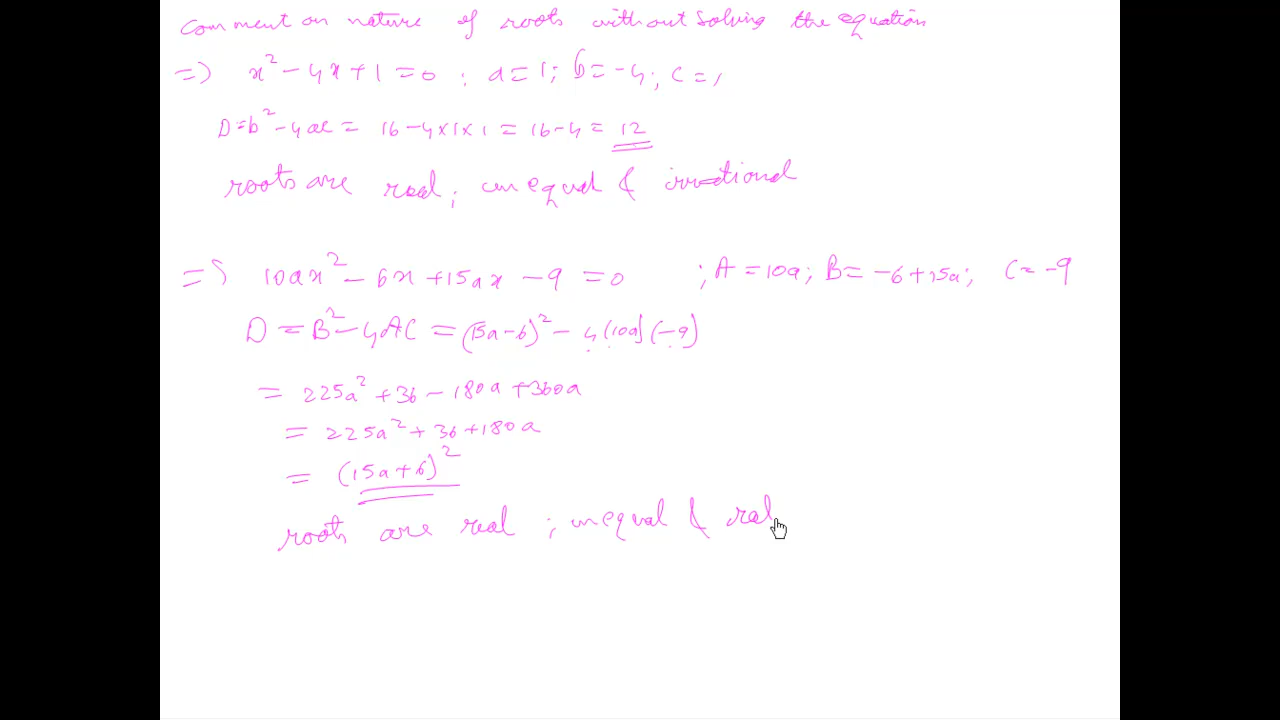 Comment on nature of roots without solving the equation
=> x² - 4x + 1 = 0 ; a = 1; b = -4; c = 1
D = b² - 4ac = 16 - 4×1×1 = 16 - 4 = 12
roots are real; unequal & irrational
=> 10ax² - 6x + 15ax - 9 = 0 ; A = 10a; B = -6 + 15a; C = -9
D = B² - 4AC = (15a - 6)² - 4(10a)(-9)
= 225a² + 36 - 180a + 360a
= 225a² + 36 + 180a
= (15a + 6)²
roots are real ; unequal & ral